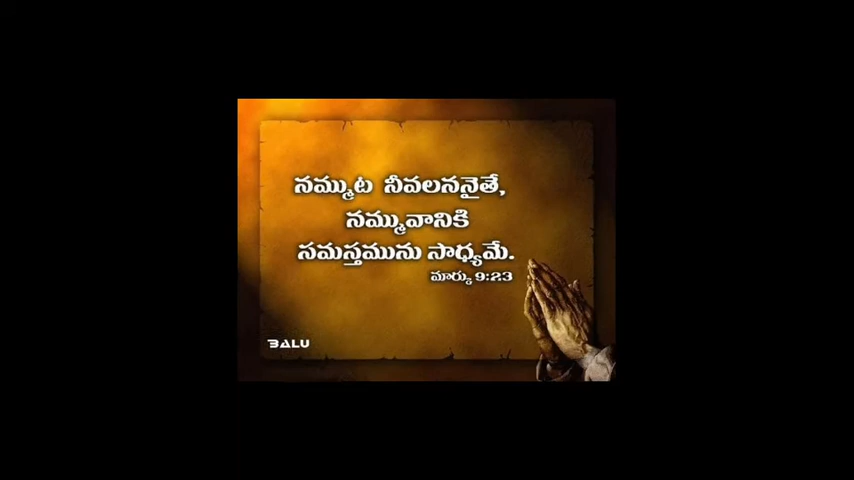 నమ్ముట నీవలననైతే,
నమ్మువానికి
సమస్తమును సాధ్యమే.
మార్కు 9:23
BALU